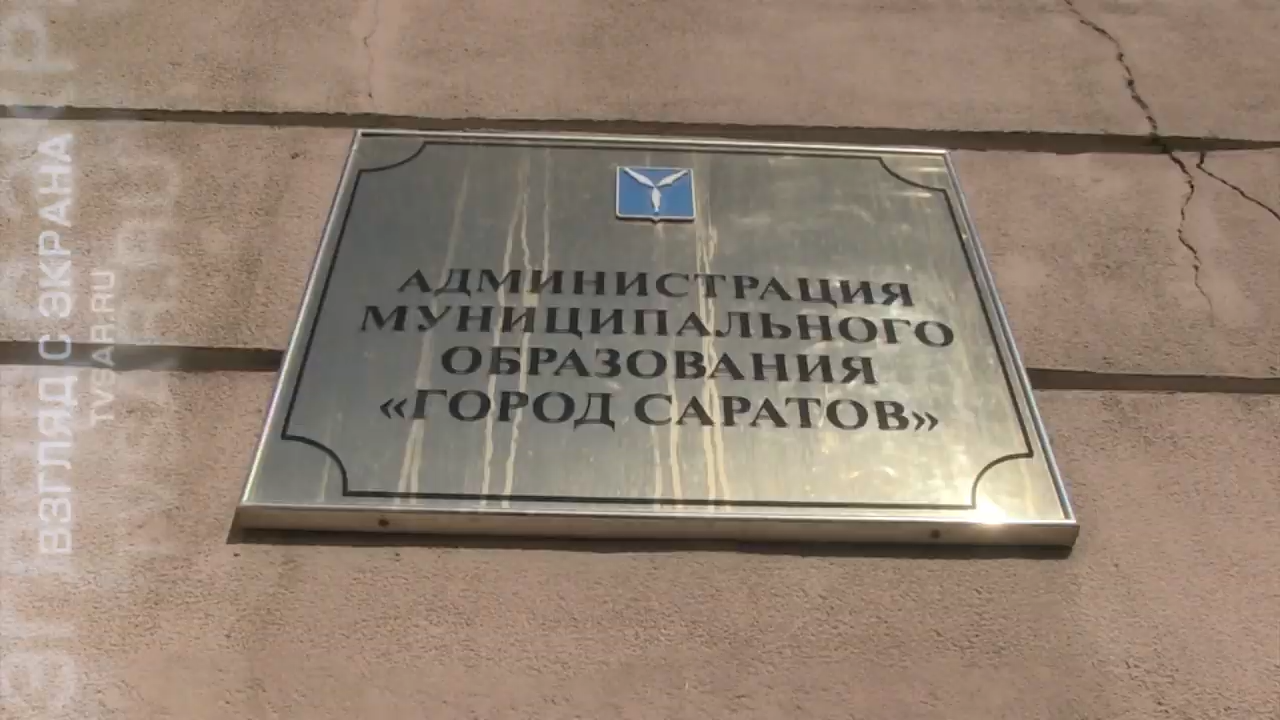 АДМИНИСТРАЦИЯ
МУНИЦИПАЛЬНОГО
ОБРАЗОВАНИЯ
«ГОРОД САРАТОВ»
ВЗГЛЯД С ЭКРАНА
TVSAR.RU